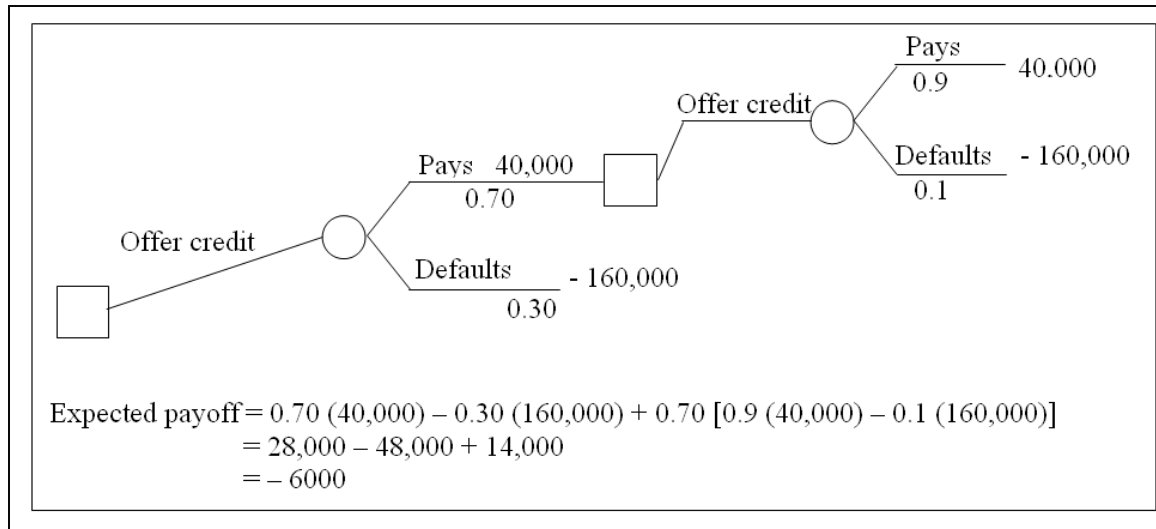 Pays
0.9
40.000
Offer credit
Defaults - 160,000
0.1
Pays 40,000
0.70
Offer credit
Defaults - 160,000
0.30
Expected payoff = 0.70 (40,000) – 0.30 (160,000) + 0.70 [0.9 (40,000) – 0.1 (160,000)]
= 28,000 – 48,000 + 14,000
= – 6000